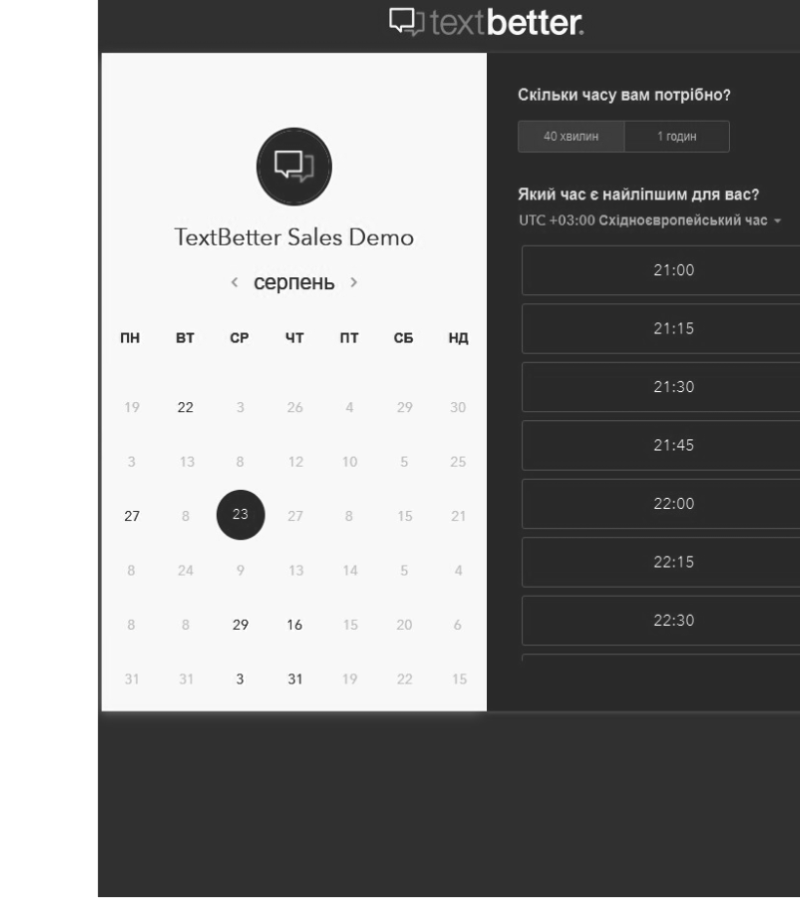 textbetter.
TextBetter Sales Demo
< серпень >
ПН ВТ СР ЧТ ПТ СБ НД
19 22 3 26 4 29 30
3 13 8 12 10 5 25
27 8 23 27 8 15 21
8 24 9 13 14 5 4
8 8 29 16 15 20 6
31 31 3 31 19 22 15
Скільки часу вам потрібно?
40 хвилин 1 годин
Який час є найліпшим для вас?
UTC +03:00 Східноєвропейський час
21:00
21:15
21:30
21:45
22:00
22:15
22:30